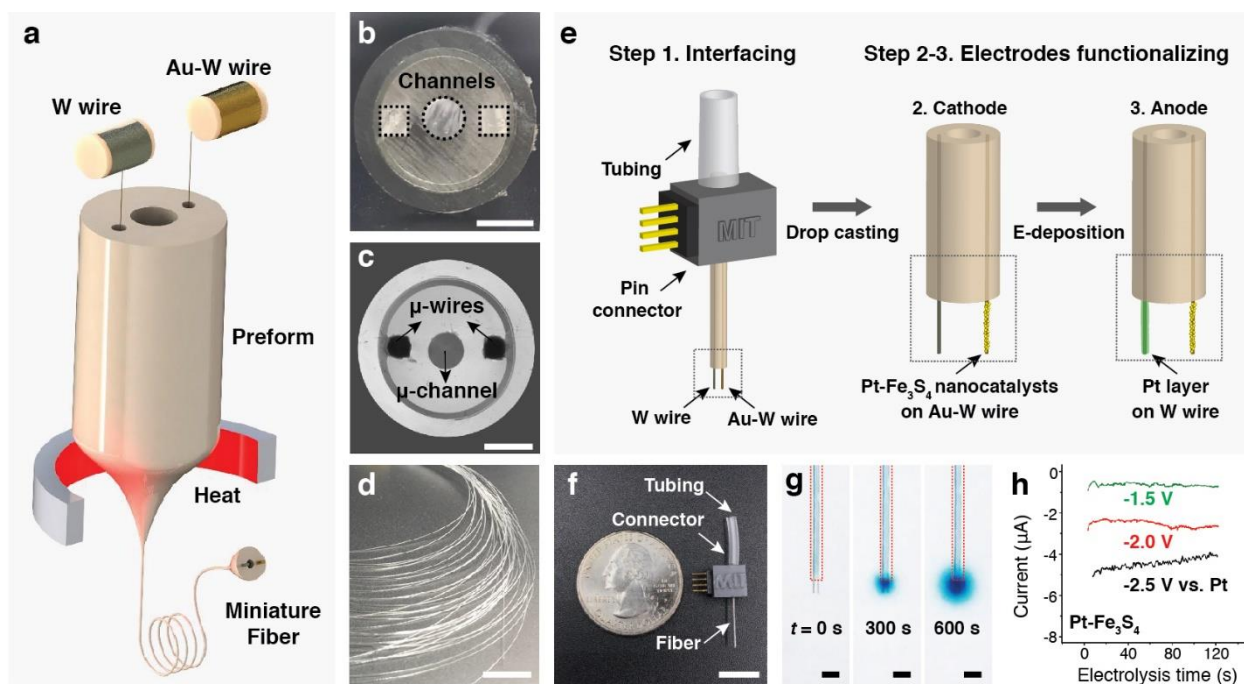 a
Au-W wire
W wire
Preform
Heat
Miniature
Fiber
b
Channels
c
µ-wires
µ-channel
d
e
Step 1. Interfacing
Tubing
MIT
Pin
connector
W wire
Au-W wire
Drop casting
Step 2-3. Electrodes functionalizing
2. Cathode
Pt-Fe₃S₄ nanocatalysts
on Au-W wire
E-deposition
3. Anode
Pt layer
on W wire
f
Tubing
Connector
MIT
Fiber
g
t = 0 s
300 s
600 s
h
Current (µA)
0
-2
-4
-6
-8
-1.5 V
-2.0 V
-2.5 V vs. Pt
Pt-Fe₃S₄
0
40
80
120
Electrolysis time (s)